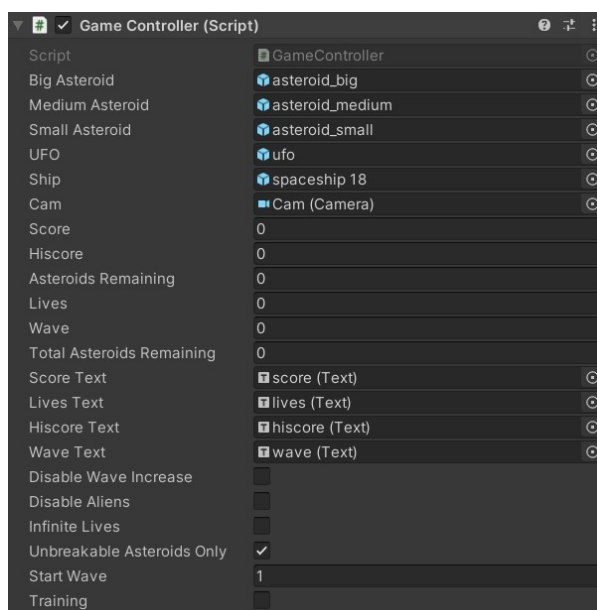 Game Controller (Script)
Script GameController
Big Asteroid asteroid_big
Medium Asteroid asteroid_medium
Small Asteroid asteroid_small
UFO ufo
Ship spaceship 18
Cam Cam (Camera)
Score 0
Hiscore 0
Asteroids Remaining 0
Lives 0
Wave 0
Total Asteroids Remaining 0
Score Text score (Text)
Lives Text lives (Text)
Hiscore Text hiscore (Text)
Wave Text wave (Text)
Disable Wave Increase
Disable Aliens
Infinite Lives
Unbreakable Asteroids Only
Start Wave 1
Training